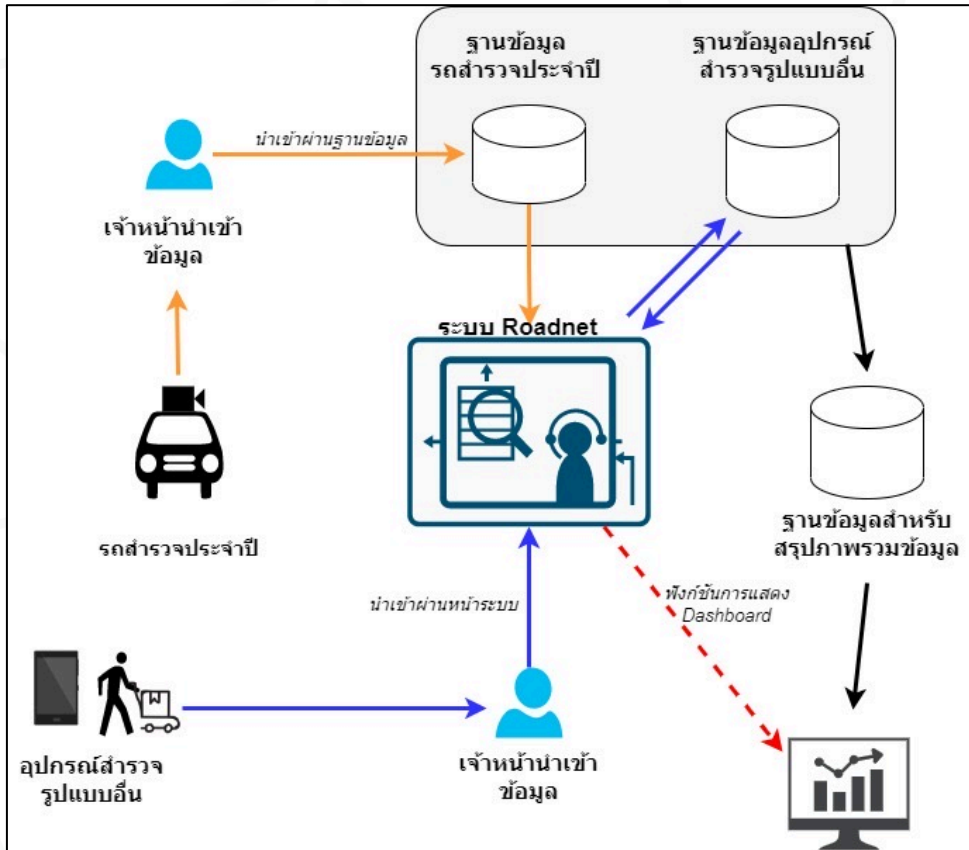 ฐานข้อมูล
รถสำรวจประจำปี
ฐานข้อมูลอุปกรณ์
สำรวจรูปแบบอื่น
นำเข้าผ่านฐานข้อมูล
เจ้าหน้านำเข้า
ข้อมูล
ระบบ Roadnet
รถสำรวจประจำปี
ฐานข้อมูลสำหรับ
สรุปภาพรวมข้อมูล
นำเข้าผ่านหน้าระบบ
ฟังก์ชันการแสดง
Dashboard
อุปกรณ์สำรวจ
รูปแบบอื่น
เจ้าหน้านำเข้า
ข้อมูล